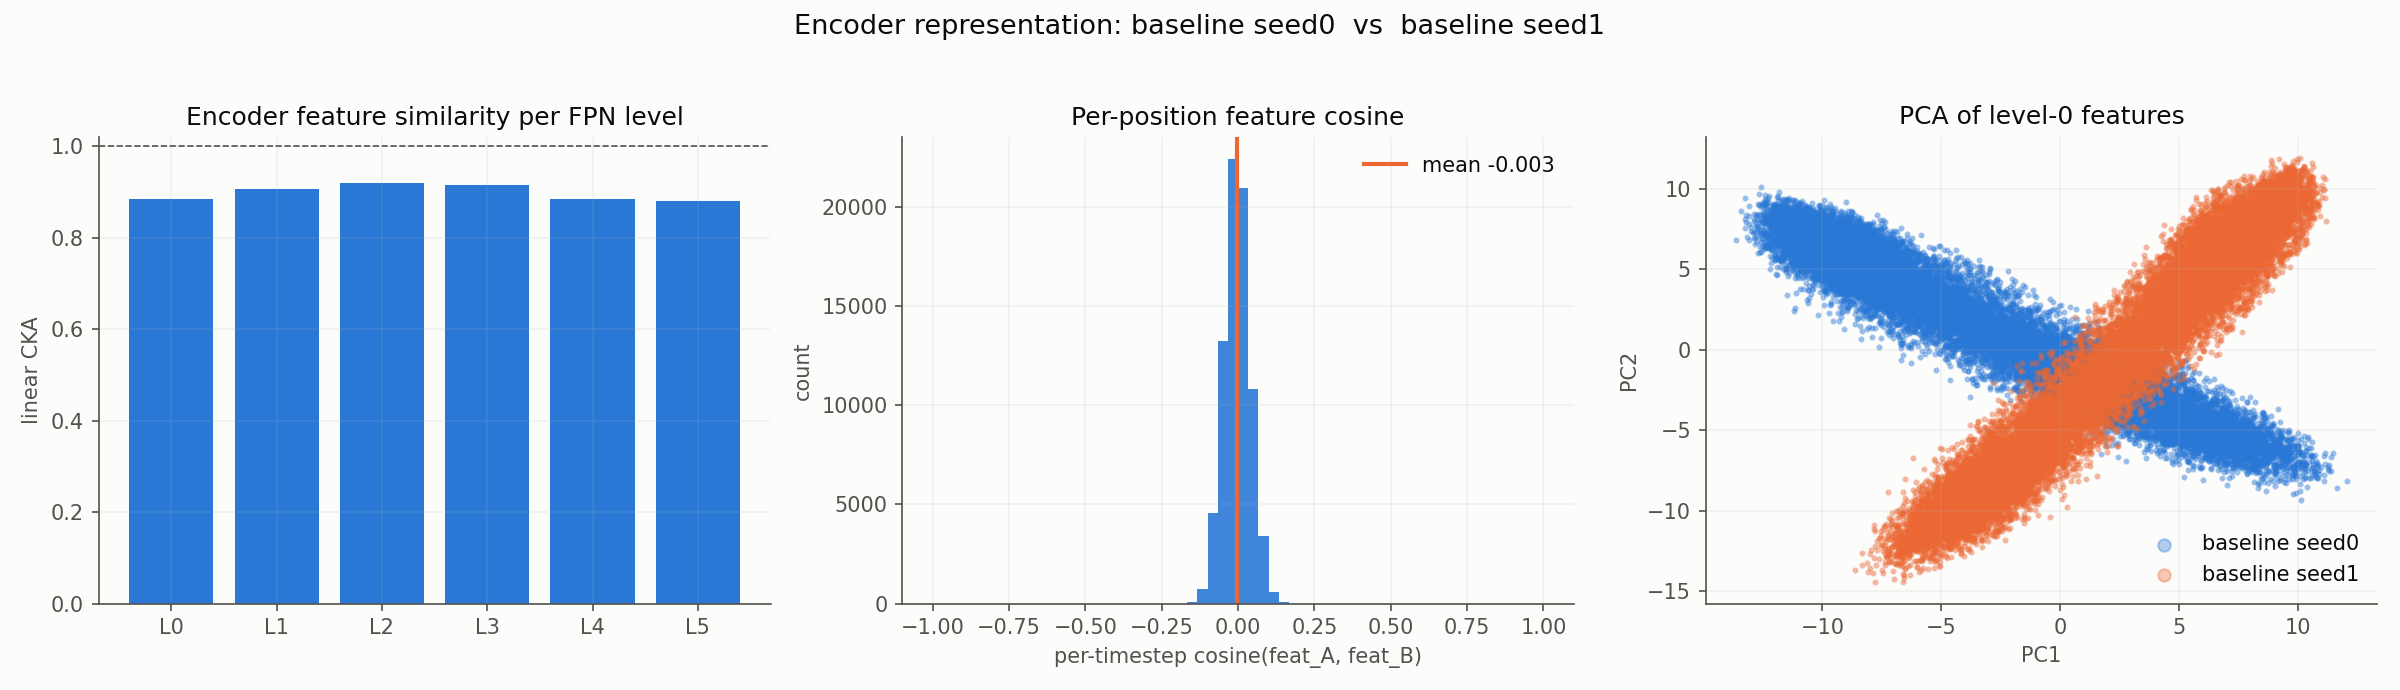 Encoder representation: baseline seed0  vs  baseline seed1
Encoder feature similarity per FPN level
linear CKA
1.0
0.8
0.6
0.4
0.2
0.0
L0 L1 L2 L3 L4 L5
Per-position feature cosine
mean -0.003
count
20000
15000
10000
5000
0
−1.00 −0.75 −0.50 −0.25 0.00 0.25 0.50 0.75 1.00
per-timestep cosine(feat_A, feat_B)
PCA of level-0 features
PC2
10
5
0
−5
−10
−15
baseline seed0
baseline seed1
−10 −5 0 5 10
PC1